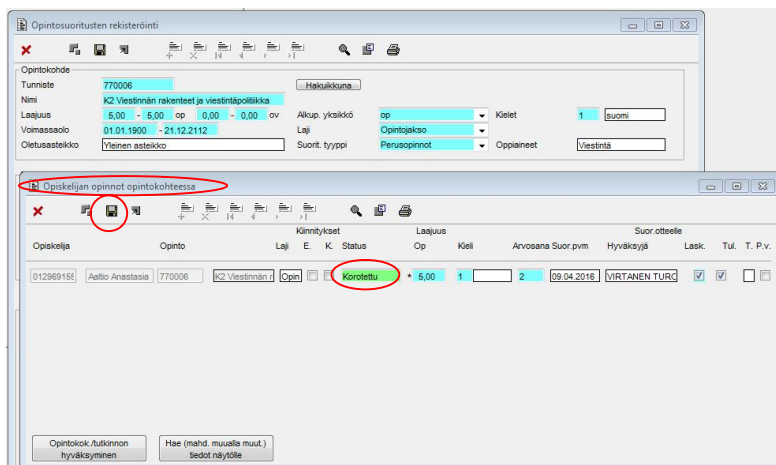 Opintosuoritusten rekisteröinti
Opintokohde
Tunniste 770006 Hakuikkuna
Nimi K2 Viestinnän rakenteet ja viestintäpolitiikka
Laajuus 5,00 - 5,00 op 0,00 - 0,00 ov Alkup. yksikkö op Kielet 1 suomi
Voimassaolo 01.01.1900 - 21.12.2112 Laji Opintojakso
Oletusasteikko Yleinen asteikko Suorit. tyyppi Perusopinnot Oppiaineet Viestintä
Opiskelijan opinnot opintokohteessa
Kiinnitykset Laajuus Suor.otteelle
Opiskelija Opinto Laji E. K. Status Op Kieli Arvosana Suor.pvm Hyväksyjä Lask. Tul. T. P.v.
Aaltio Anastasia 770006 K2 Viestinnän r Opin Korotettu * 5,00 1 2 09.04.2016 VIRTANEN TURO
Opintokok./tutkinnon hyväksyminen
Hae (mahd. muualla muut.) tiedot näytölle